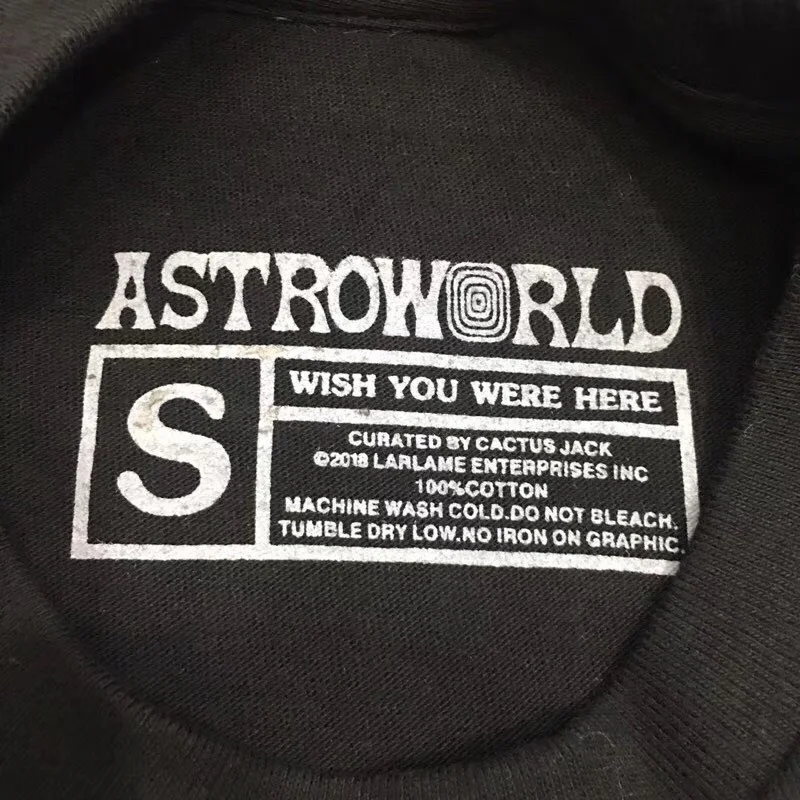 ASTROWORLD
S
WISH YOU WERE HERE
CURATED BY CACTUS JACK
©2018 LARLAME ENTERPRISES INC
100%COTTON
MACHINE WASH COLD.DO NOT BLEACH.
TUMBLE DRY LOW.NO IRON ON GRAPHIC.